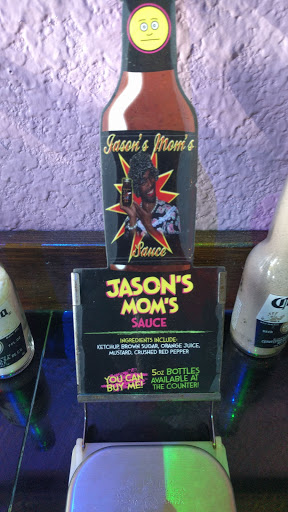 Jason's Mom's
Sauce
JASON'S
MOM'S
SAUCE
INGREDIENTS INCLUDE:
KETCHUP, BROWN SUGAR, ORANGE JUICE,
MUSTARD, CRUSHED RED PEPPER
YOU CAN
BUY ME!
5oz BOTTLES
AVAILABLE AT
THE COUNTER!